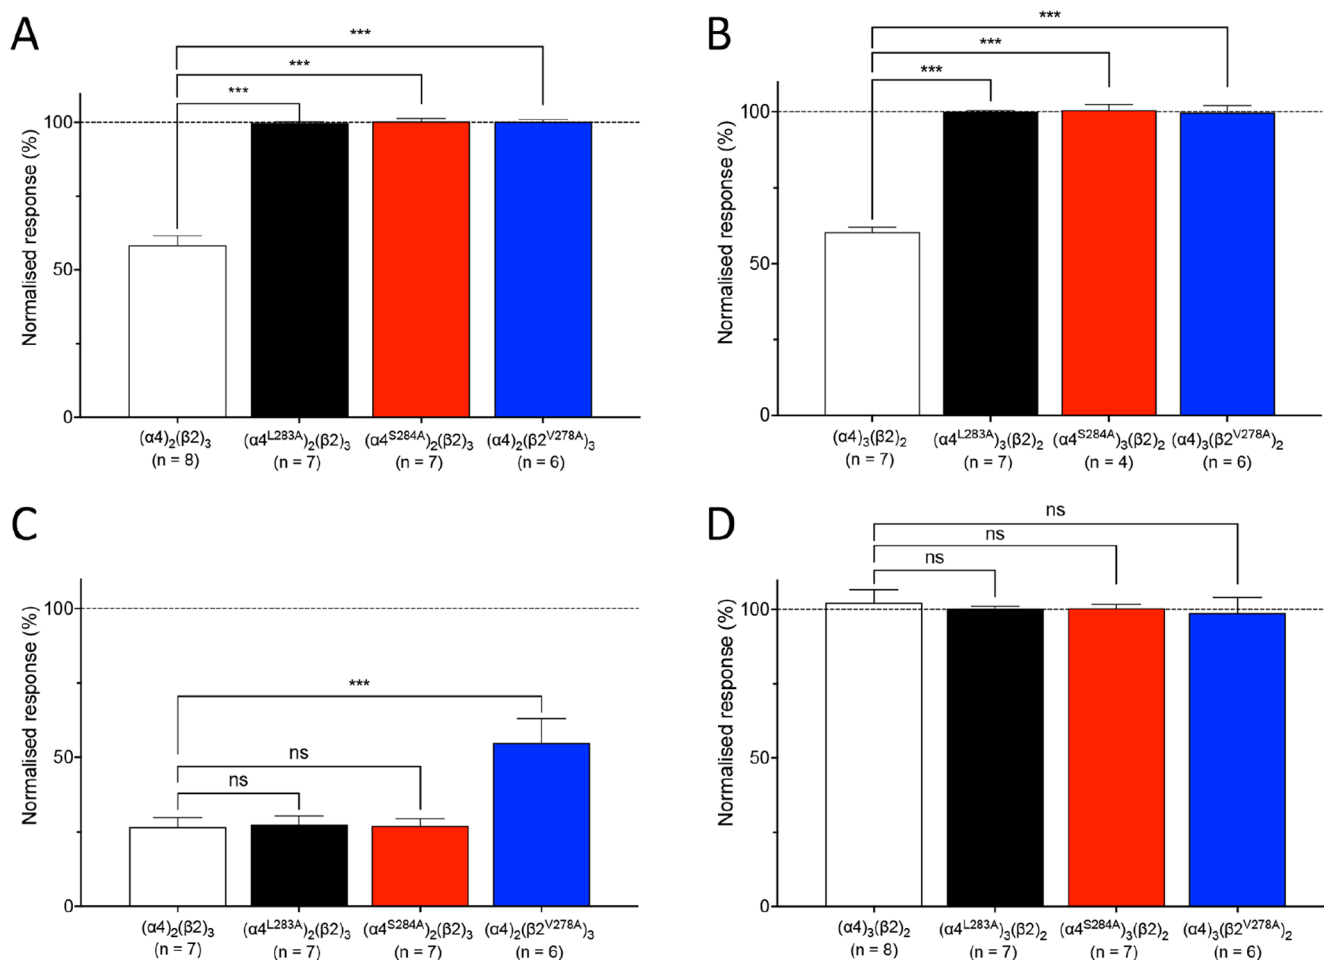 A
***
***
***
Normalised response (%)
100
50
0
(α4)₂(β2)₃
(n = 8)
(α4ᴸ²⁸³ᴬ)₂(β2)₃
(n = 7)
(α4ˢ²⁸⁴ᴬ)₂(β2)₃
(n = 7)
(α4)₂(β2ⱽ²⁷⁸ᴬ)₃
(n = 6)
B
***
***
***
Normalised response (%)
100
50
0
(α4)₃(β2)₂
(n = 7)
(α4ᴸ²⁸³ᴬ)₃(β2)₂
(n = 7)
(α4ˢ²⁸⁴ᴬ)₃(β2)₂
(n = 4)
(α4)₃(β2ⱽ²⁷⁸ᴬ)₂
(n = 6)
C
***
ns
ns
Normalised response (%)
100
50
0
(α4)₂(β2)₃
(n = 7)
(α4ᴸ²⁸³ᴬ)₂(β2)₃
(n = 7)
(α4ˢ²⁸⁴ᴬ)₂(β2)₃
(n = 7)
(α4)₂(β2ⱽ²⁷⁸ᴬ)₃
(n = 6)
D
ns
ns
ns
Normalised response (%)
100
50
0
(α4)₃(β2)₂
(n = 8)
(α4ᴸ²⁸³ᴬ)₃(β2)₂
(n = 7)
(α4ˢ²⁸⁴ᴬ)₃(β2)₂
(n = 7)
(α4)₃(β2ⱽ²⁷⁸ᴬ)₂
(n = 6)